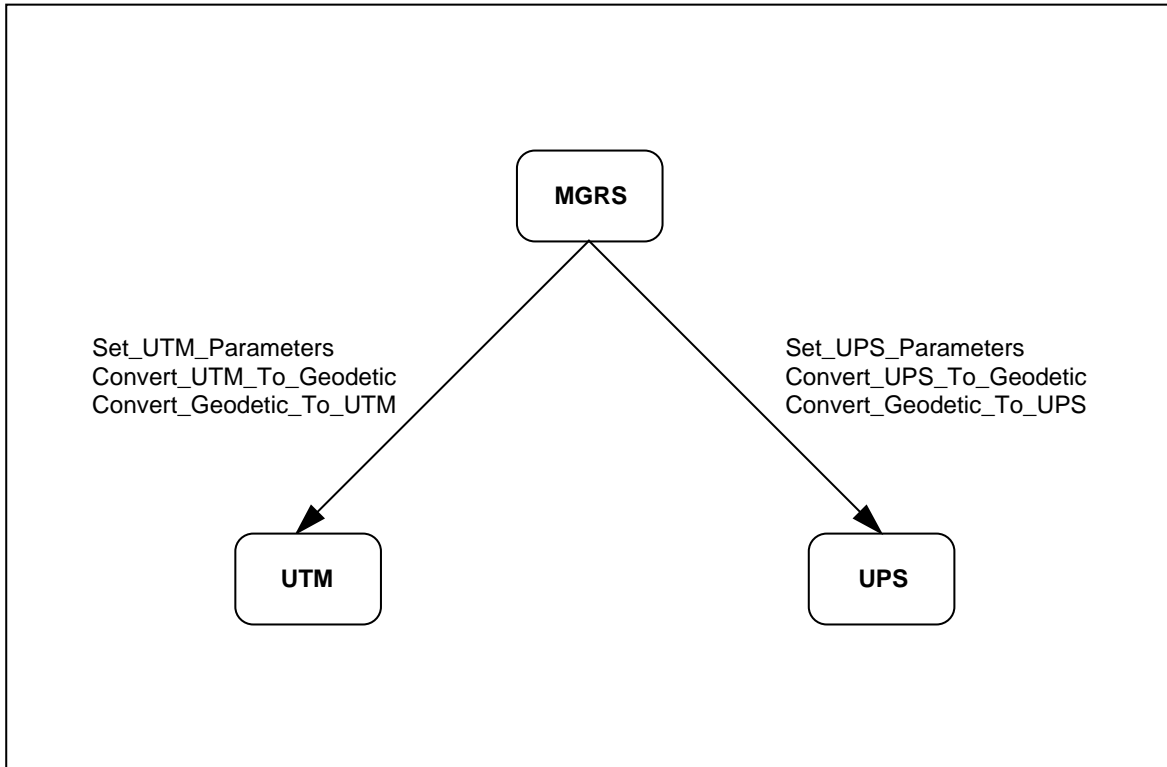 MGRS
Set_UTM_Parameters
Convert_UTM_To_Geodetic
Convert_Geodetic_To_UTM
Set_UPS_Parameters
Convert_UPS_To_Geodetic
Convert_Geodetic_To_UPS
UTM
UPS